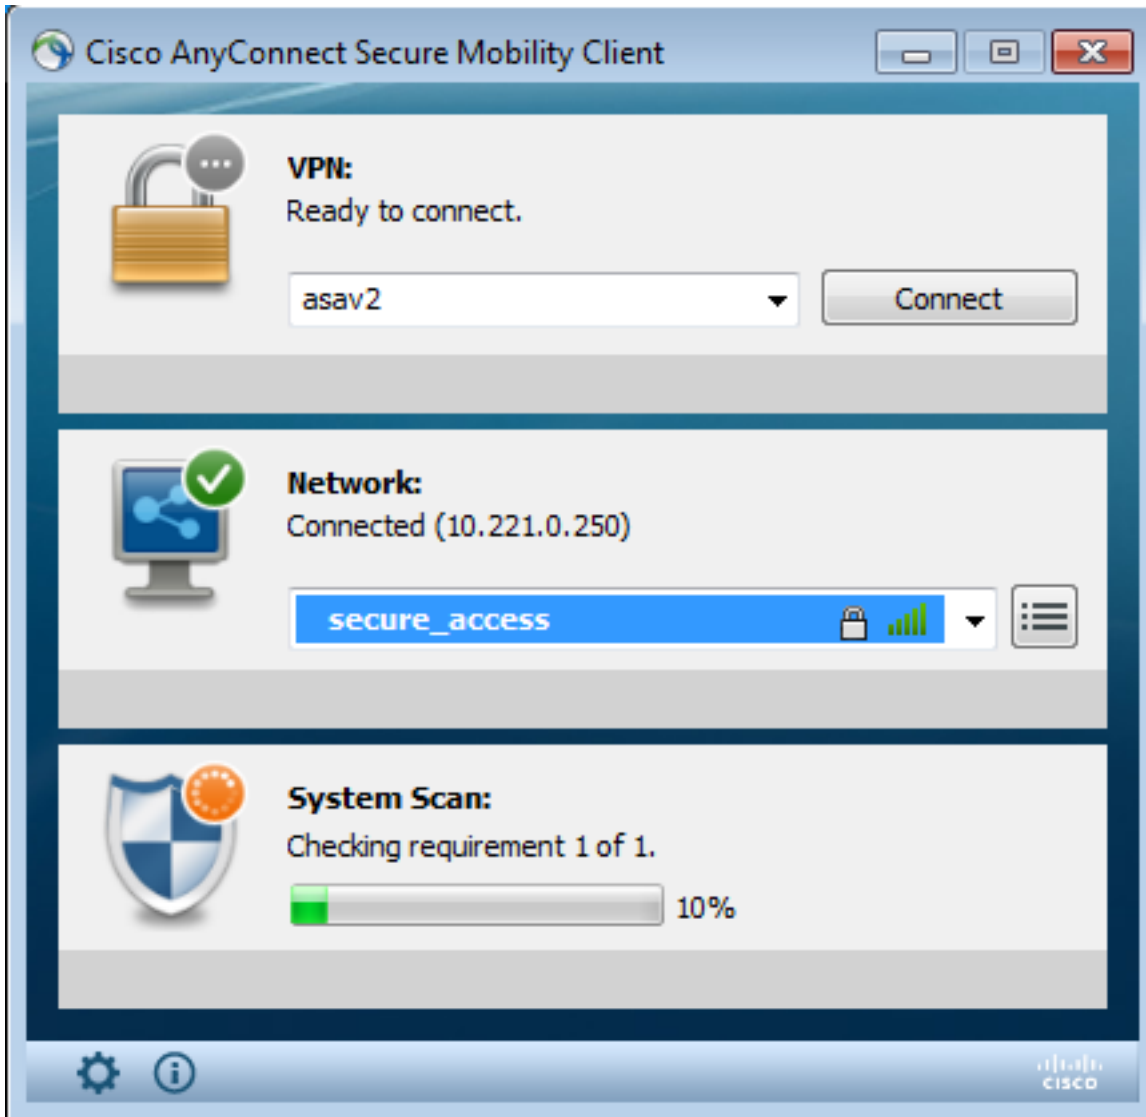 Cisco AnyConnect Secure Mobility Client
VPN:
Ready to connect.
asav2
Connect
Network:
Connected (10.221.0.250)
secure_access
System Scan:
Checking requirement 1 of 1.
10%
CISCO